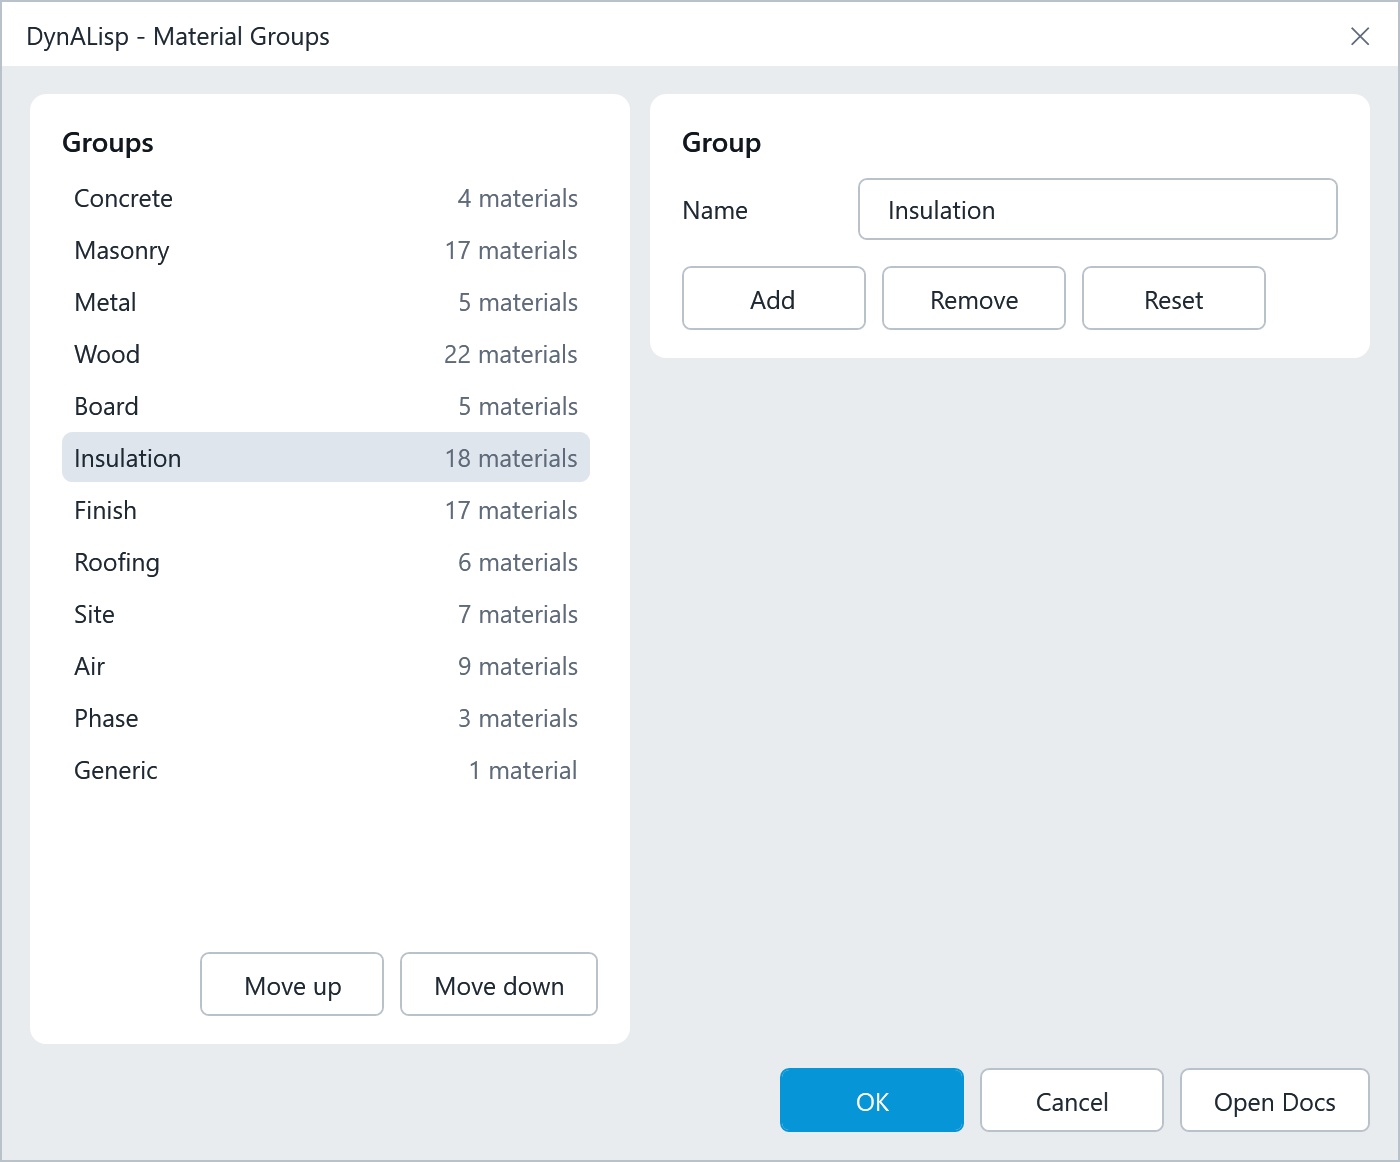 DynALisp - Material Groups
Groups
Concrete 4 materials
Masonry 17 materials
Metal 5 materials
Wood 22 materials
Board 5 materials
Insulation 18 materials
Finish 17 materials
Roofing 6 materials
Site 7 materials
Air 9 materials
Phase 3 materials
Generic 1 material
Move up Move down
Group
Name Insulation
Add Remove Reset
OK Cancel Open Docs